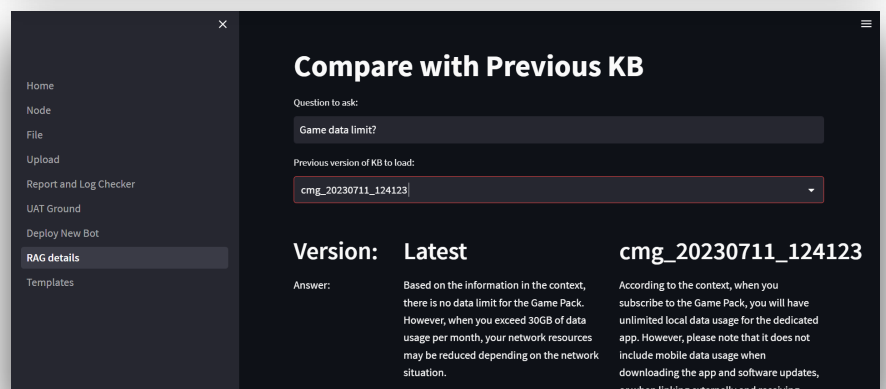 Home
Node
File
Upload
Report and Log Checker
UAT Ground
Deploy New Bot
RAG details
Templates
Compare with Previous KB
Question to ask:
Game data limit?
Previous version of KB to load:
cmg_20230711_124123
Version:
Latest
cmg_20230711_124123
Answer:
Based on the information in the context,
there is no data limit for the Game Pack.
However, when you exceed 30GB of data
usage per month, your network resources
may be reduced depending on the network
situation.
According to the context, when you
subscribe to the Game Pack, you will have
unlimited local data usage for the dedicated
app. However, please note that it does not
include mobile data usage when
downloading the app and software updates,